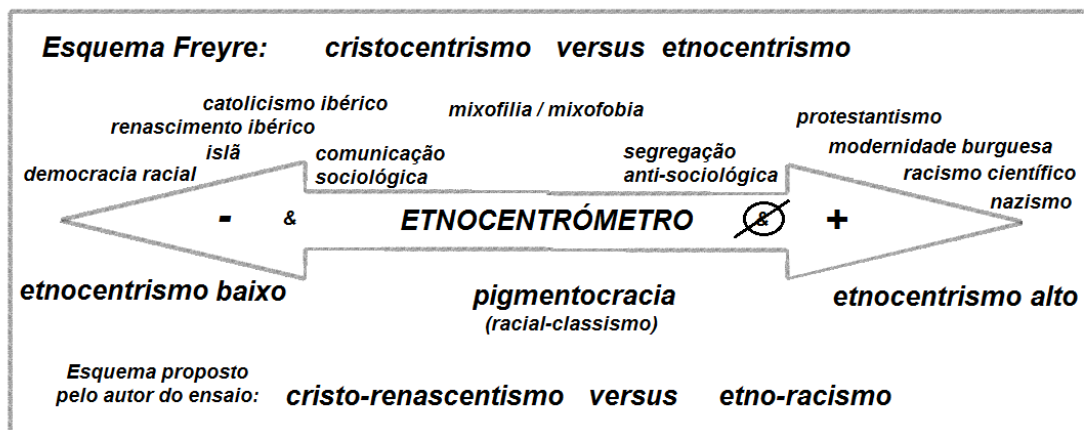 Esquema Freyre: cristocentrismo versus etnocentrismo
catolicismo ibérico
mixofilia / mixofobia
renascimento ibérico
protestantismo
islã
comunicação
sociológica
segregação
anti-sociológica
modernidade burguesa
democracia racial
racismo científico
nazismo
- & ETNOCENTRÓMETRO & +
etnocentrismo baixo
pigmentocracia
(racial-classismo)
etnocentrismo alto
Esquema proposto
pelo autor do ensaio: cristo-renascentismo versus etno-racismo